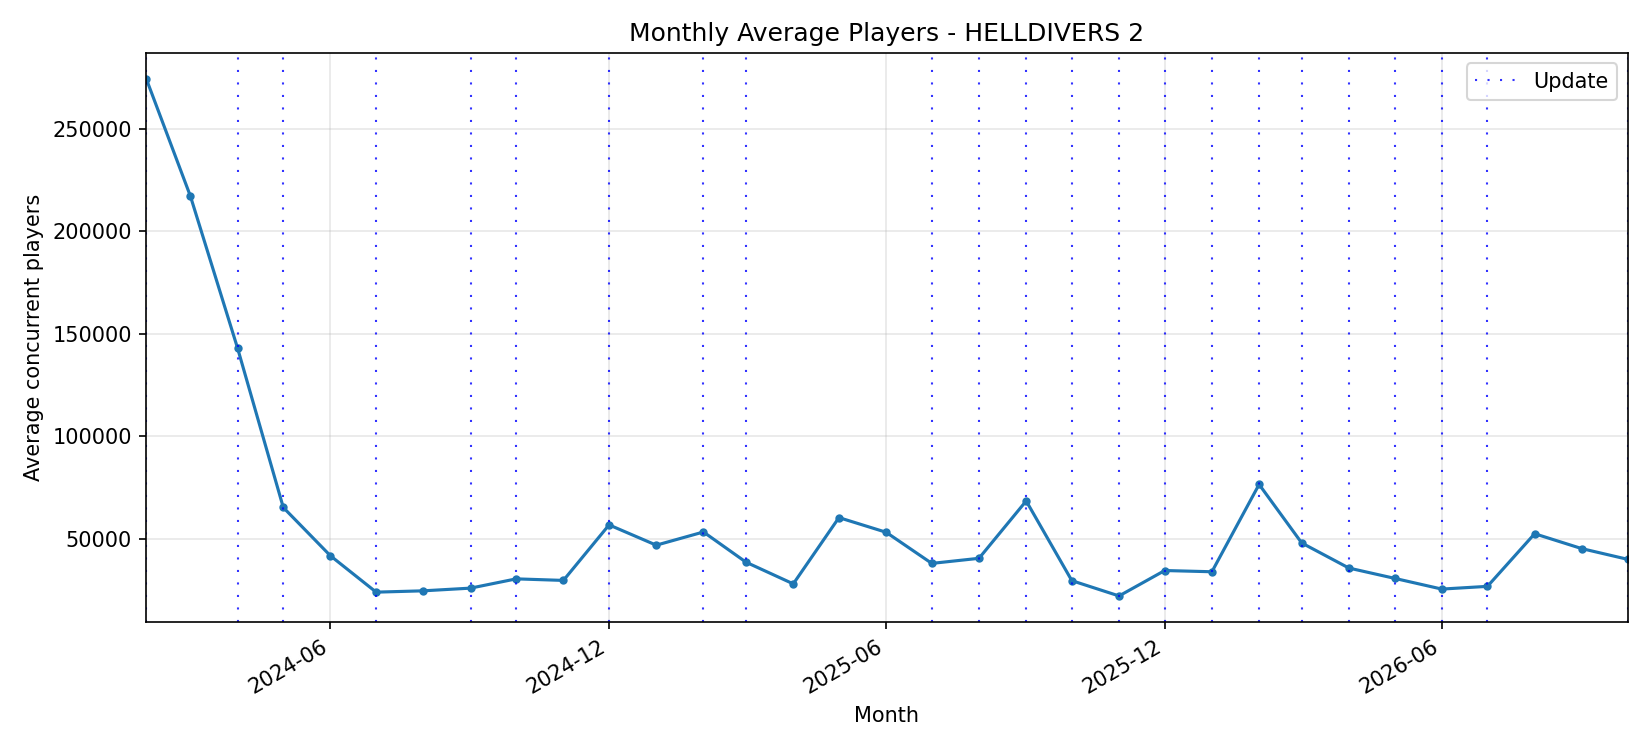 Monthly Average Players - HELLDIVERS 2
Update
250000
200000
150000
100000
50000
Average concurrent players
2024-06
2024-12
2025-06
2025-12
2026-06
Month